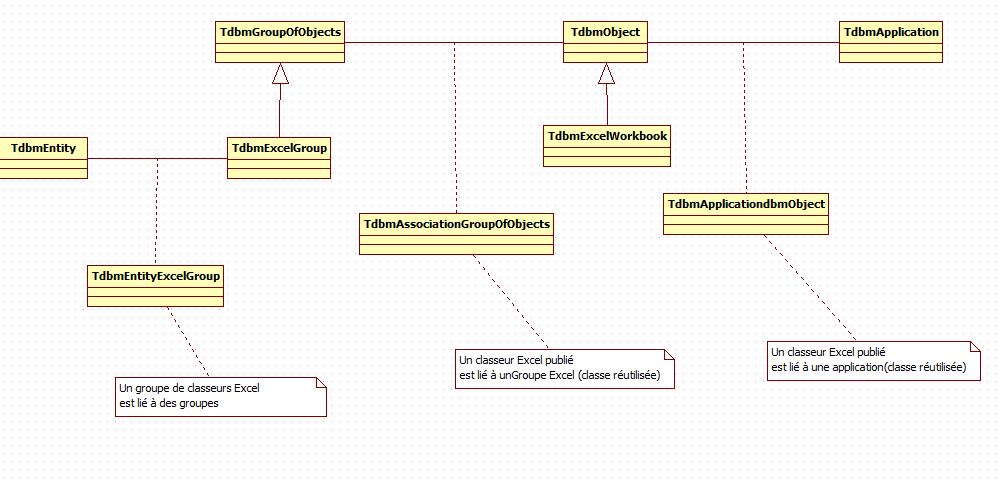 TdbmGroupOfObjects
TdbmObject
TdbmApplication
TdbmEntity
TdbmExcelGroup
TdbmExcelWorkbook
TdbmApplicationdbmObject
TdbmAssociationGroupOfObjects
TdbmEntityExcelGroup
Un groupe de classeurs Excel
est lié à des groupes
Un classeur Excel publié
est lié à unGroupe Excel (classe réutilisée)
Un classeur Excel publié
est lié à une application(classe réutilisée)